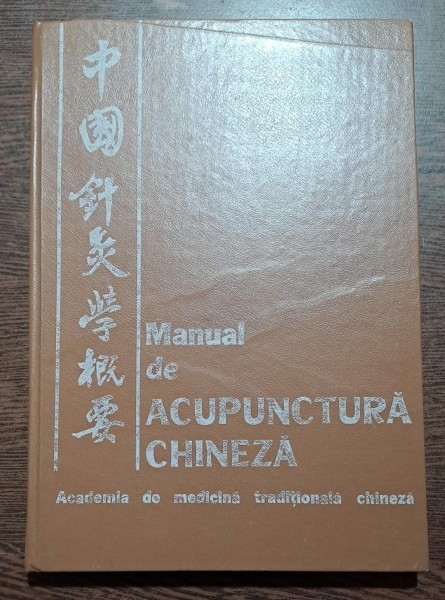 中國針灸學概要
Manual
de
ACUPUNCTURĂ
CHINEZĂ
Academia de medicină tradițională chineză